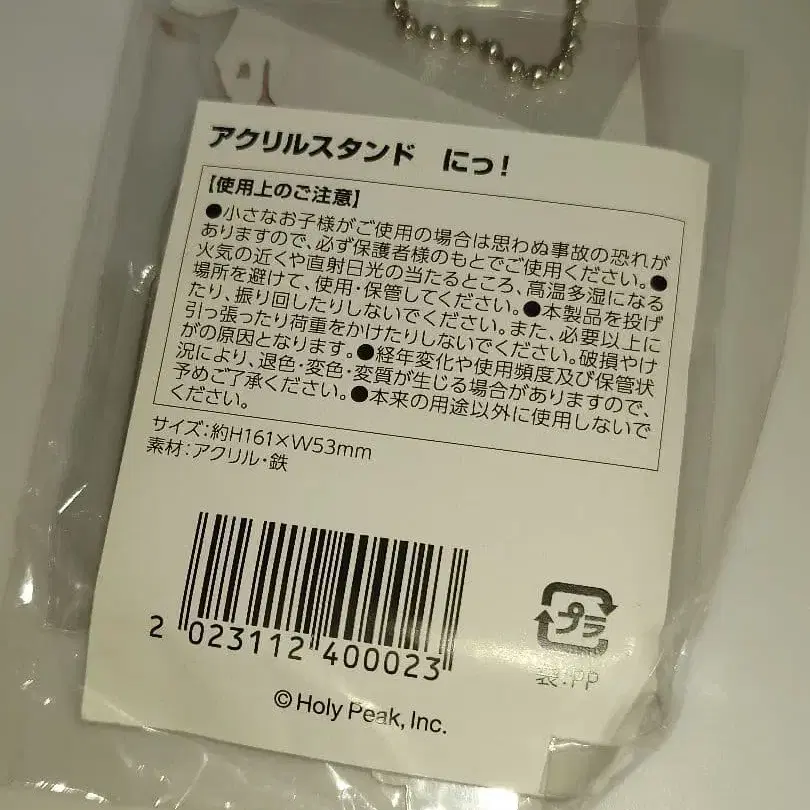 アクリルスタンド　にっ!
【使用上のご注意】
●小さなお子様がご使用の場合は思わぬ事故の恐れが
ありますので、必ず保護者様のもとでご使用ください。●
火気の近くや直射日光の当たるところ、高温多湿になる
場所を避けて、使用・保管してください。●本製品を投げ
たり、振り回したりしないでください。また、必要以上に
引っ張ったり荷重をかけたりしないでください。破損やけ
がの原因となります。●経年変化や使用頻度及び保管状
況により、退色・変色・変質が生じる場合がありますので、
予めご了承ください。●本来の用途以外に使用しないで
ください。
サイズ:約H161×W53mm
素材:アクリル・鉄
2 023112 400023
プラ
袋:PP
© Holy Peak, Inc.